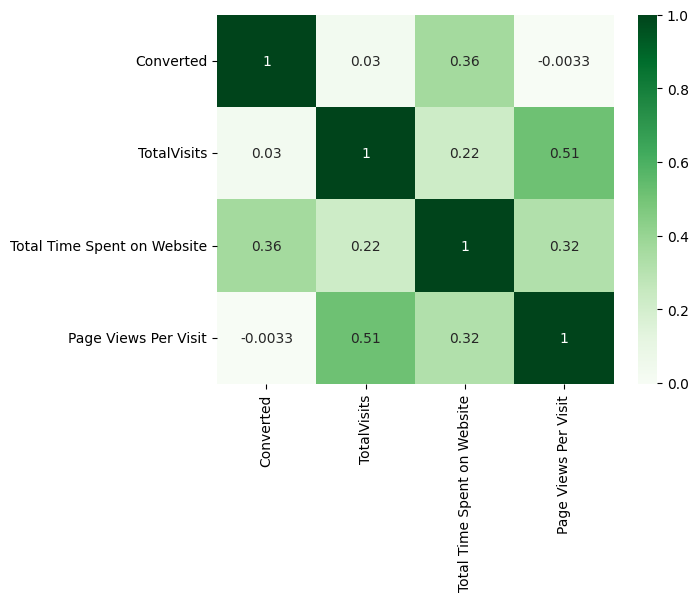 Converted 1 0.03 0.36 -0.0033
TotalVisits 0.03 1 0.22 0.51
Total Time Spent on Website 0.36 0.22 1 0.32
Page Views Per Visit -0.0033 0.51 0.32 1
Converted
TotalVisits
Total Time Spent on Website
Page Views Per Visit
1.0
0.8
0.6
0.4
0.2
0.0